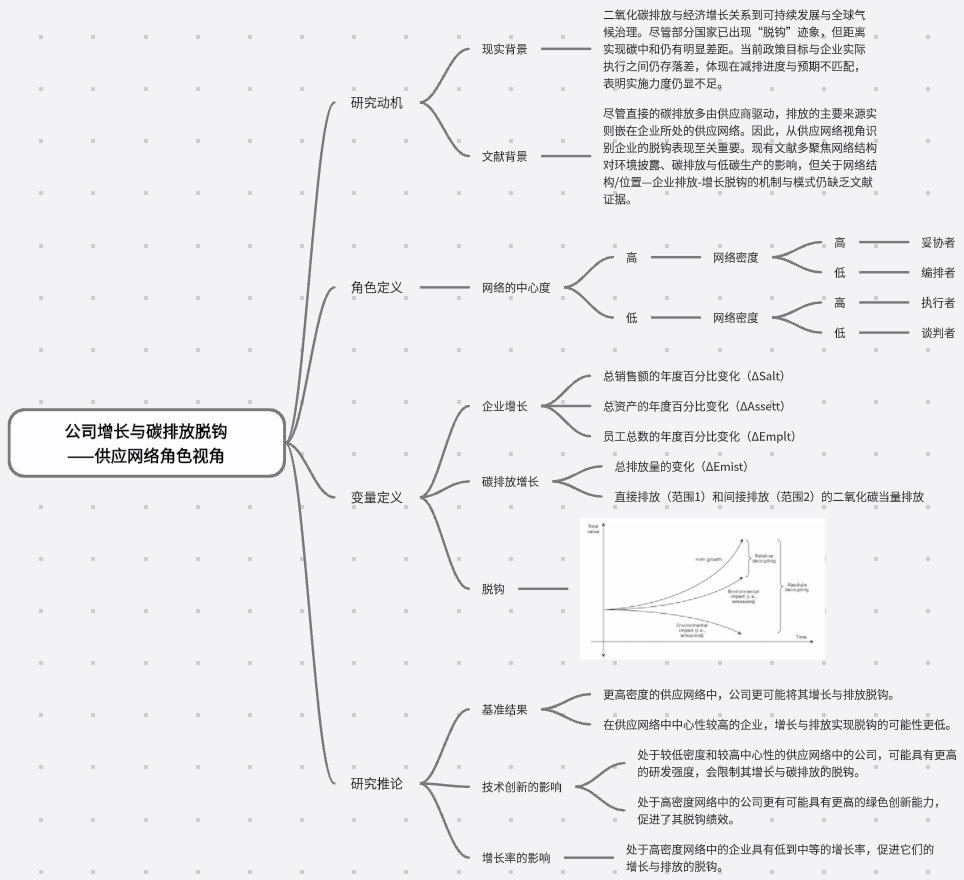 公司增长与碳排放脱钩
——供应网络角色视角
研究动机
现实背景
二氧化碳排放与经济增长关系到可持续发展与全球气
候治理。尽管部分国家已出现“脱钩”迹象，但距离
实现碳中和仍有明显差距。当前政策目标与企业实际
执行之间仍存落差，体现在减排进度与预期不匹配，
表明实施力度仍显不足。
文献背景
尽管直接的碳排放多由供应商驱动，排放的主要来源实
则嵌在企业所处的供应网络。因此，从供应网络视角识
别企业的脱钩表现至关重要。现有文献多聚焦网络结构
对环境披露、碳排放与低碳生产的影响，但关于网络结
构/位置—企业排放-增长脱钩的机制与模式仍缺乏文献
证据。
角色定义
网络的中心度
高
网络密度
高
妥协者
低
编排者
低
网络密度
高
执行者
低
谈判者
变量定义
企业增长
总销售额的年度百分比变化（ΔSalt）
总资产的年度百分比变化（ΔAssett）
员工总数的年度百分比变化（ΔEmplt）
碳排放增长
总排放量的变化（ΔEmist）
直接排放（范围1）和间接排放（范围2）的二氧化碳当量排放
脱钩
Total
value
Firm growth
Relative
decoupling
Environmental
impact (i.e.,
emissions)
Absolute
decoupling
Environmental
impact (i.e.,
emissions)
Time
研究推论
基准结果
更高密度的供应网络中，公司更可能将其增长与排放脱钩。
在供应网络中中心性较高的企业，增长与排放实现脱钩的可能性更低。
技术创新的影响
处于较低密度和较高中心性的供应网络中的公司，可能具有更高
的研发强度，会限制其增长与碳排放的脱钩。
处于高密度网络中的公司更有可能具有更高的绿色创新能力，
促进了其脱钩绩效。
增长率的影响
处于高密度网络中的企业具有低到中等的增长率，促进它们的
增长与排放的脱钩。